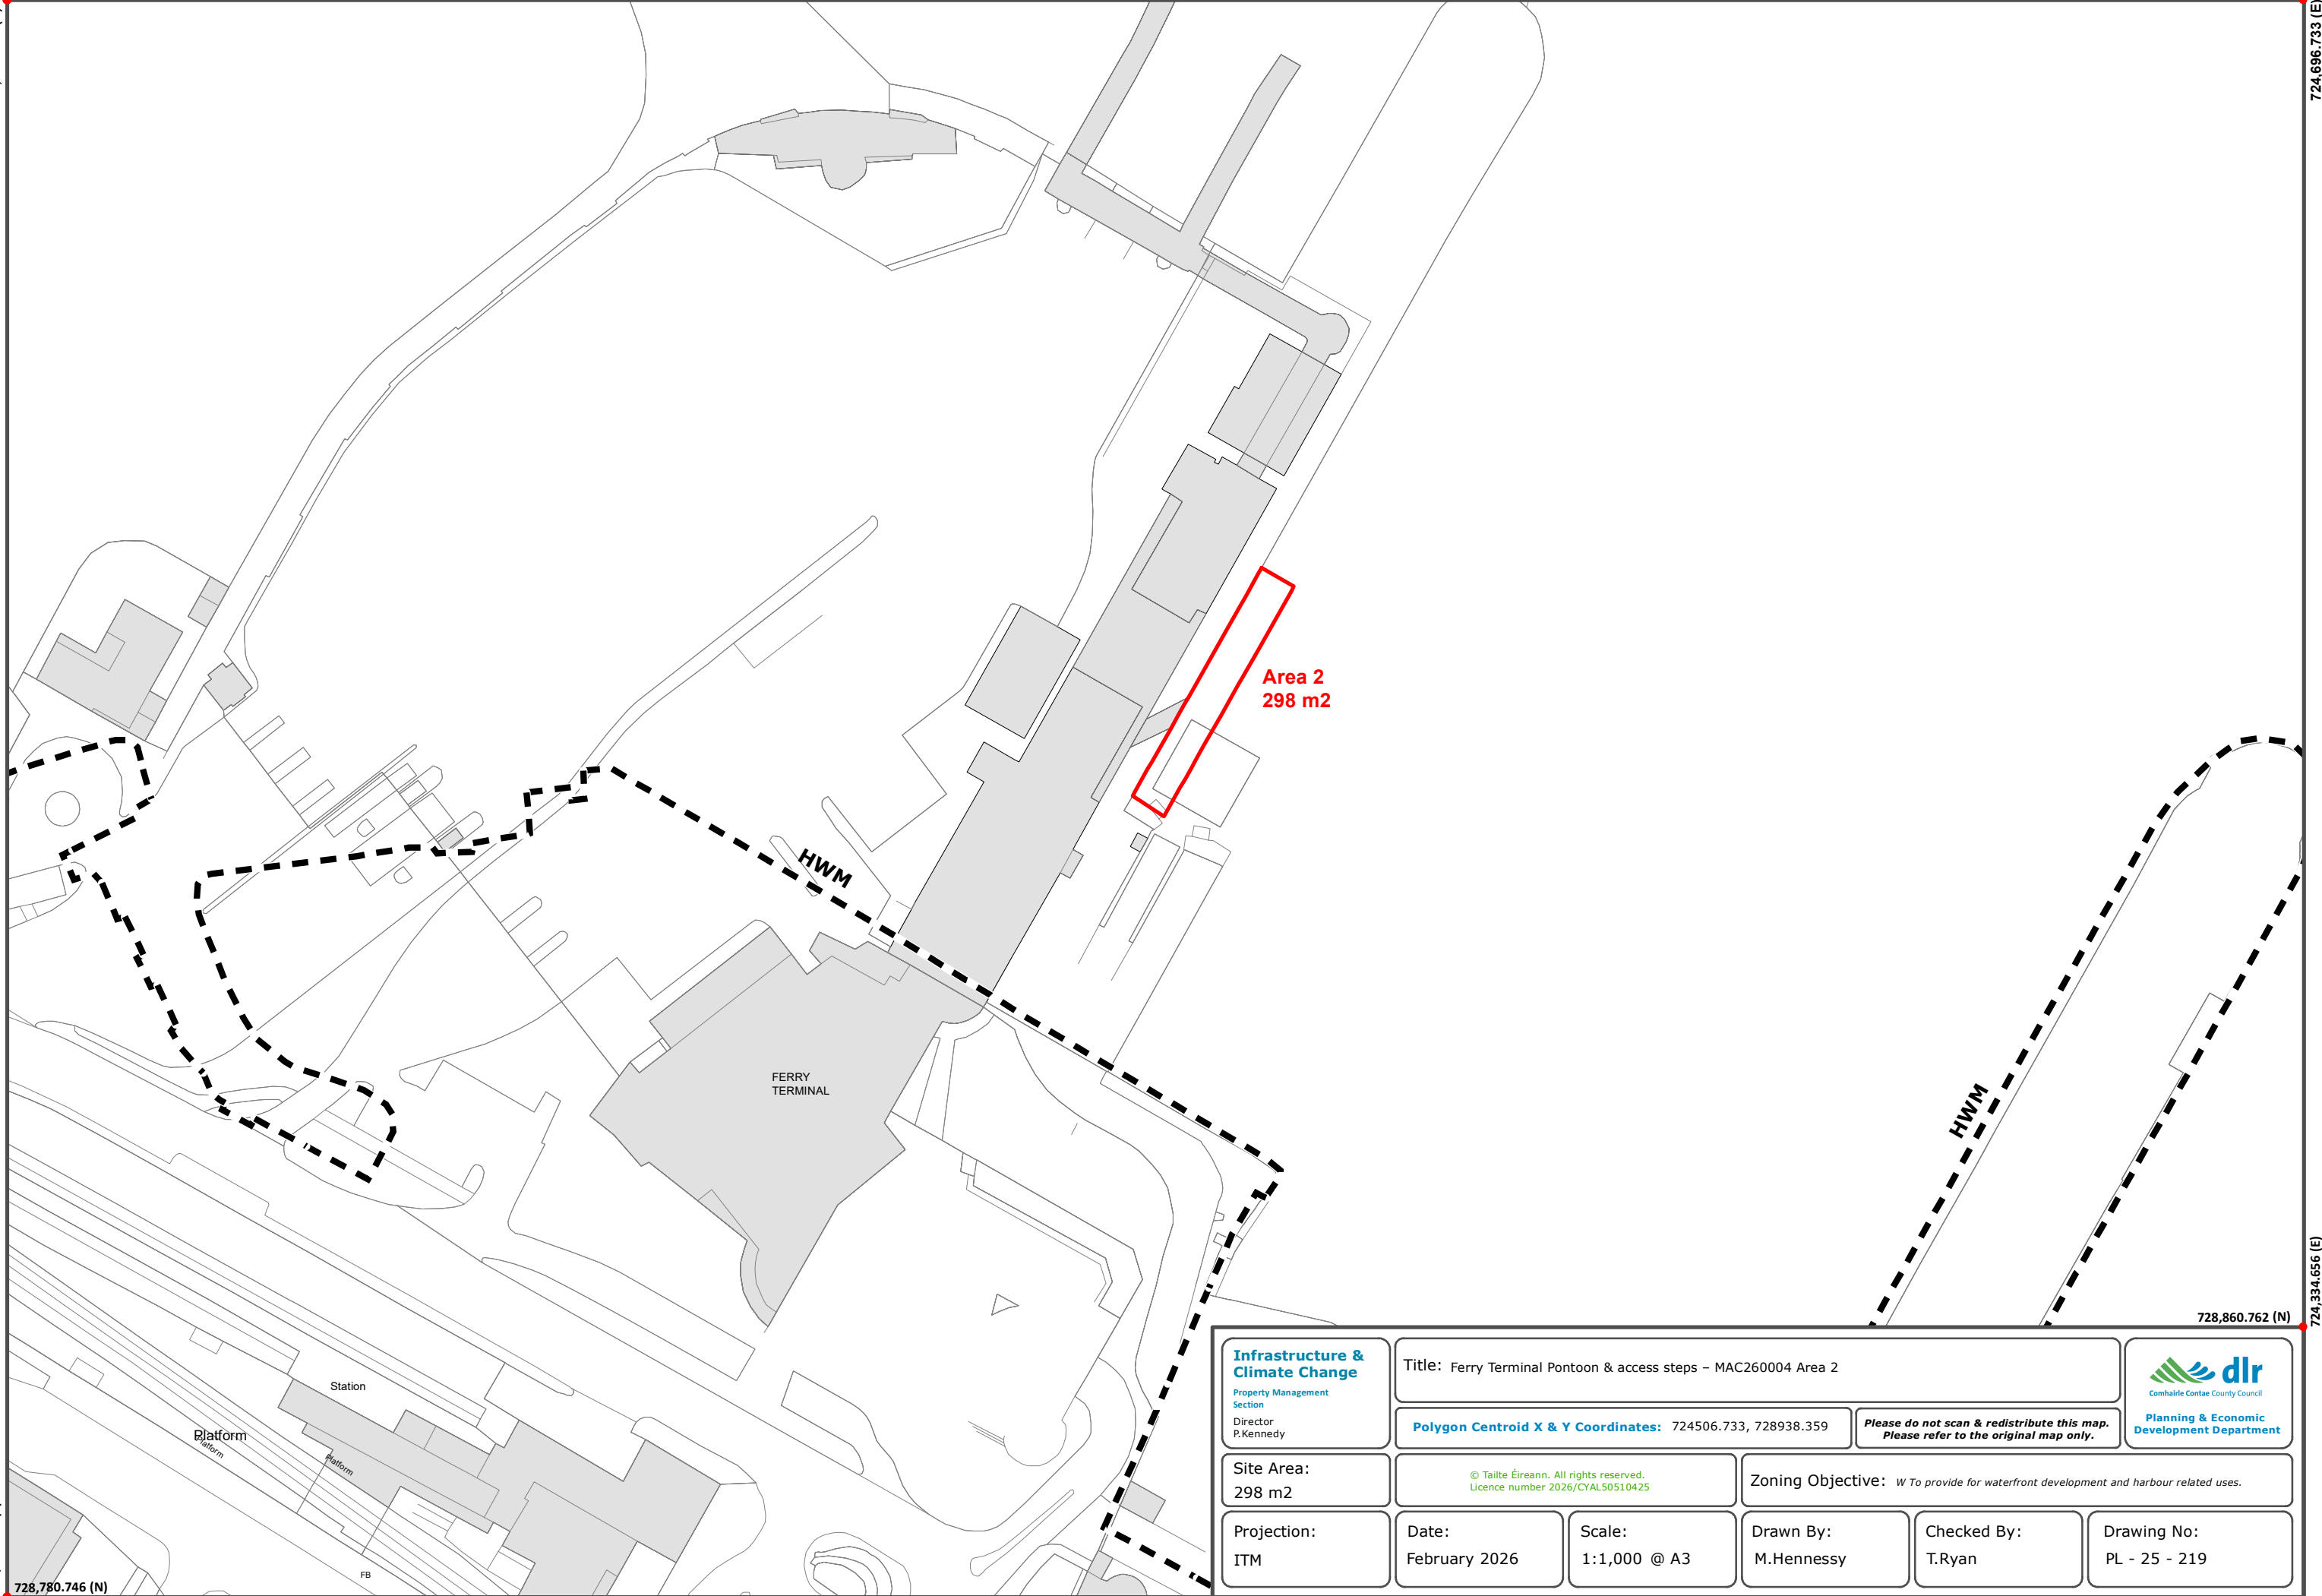 724,696.733 (E)
Area 2
298 m2
HWM
HWM
FERRY
TERMINAL
724,334.656 (E)
728,860.762 (N)
Station
Platform
Platform
Platform
FB
728,780.746 (N)
Infrastructure &
Climate Change
Property Management
Section
Director
P.Kennedy
Title: Ferry Terminal Pontoon & access steps – MAC260004 Area 2
Polygon Centroid X & Y Coordinates: 724506.733, 728938.359
Please do not scan & redistribute this map.
Please refer to the original map only.
dlr
Comhairle Contae County Council
Planning & Economic
Development Department
Site Area:
298 m2
© Tailte Éireann. All rights reserved.
Licence number 2026/CYAL50510425
Zoning Objective: W To provide for waterfront development and harbour related uses.
Projection:
ITM
Date:
February 2026
Scale:
1:1,000 @ A3
Drawn By:
M.Hennessy
Checked By:
T.Ryan
Drawing No:
PL - 25 - 219